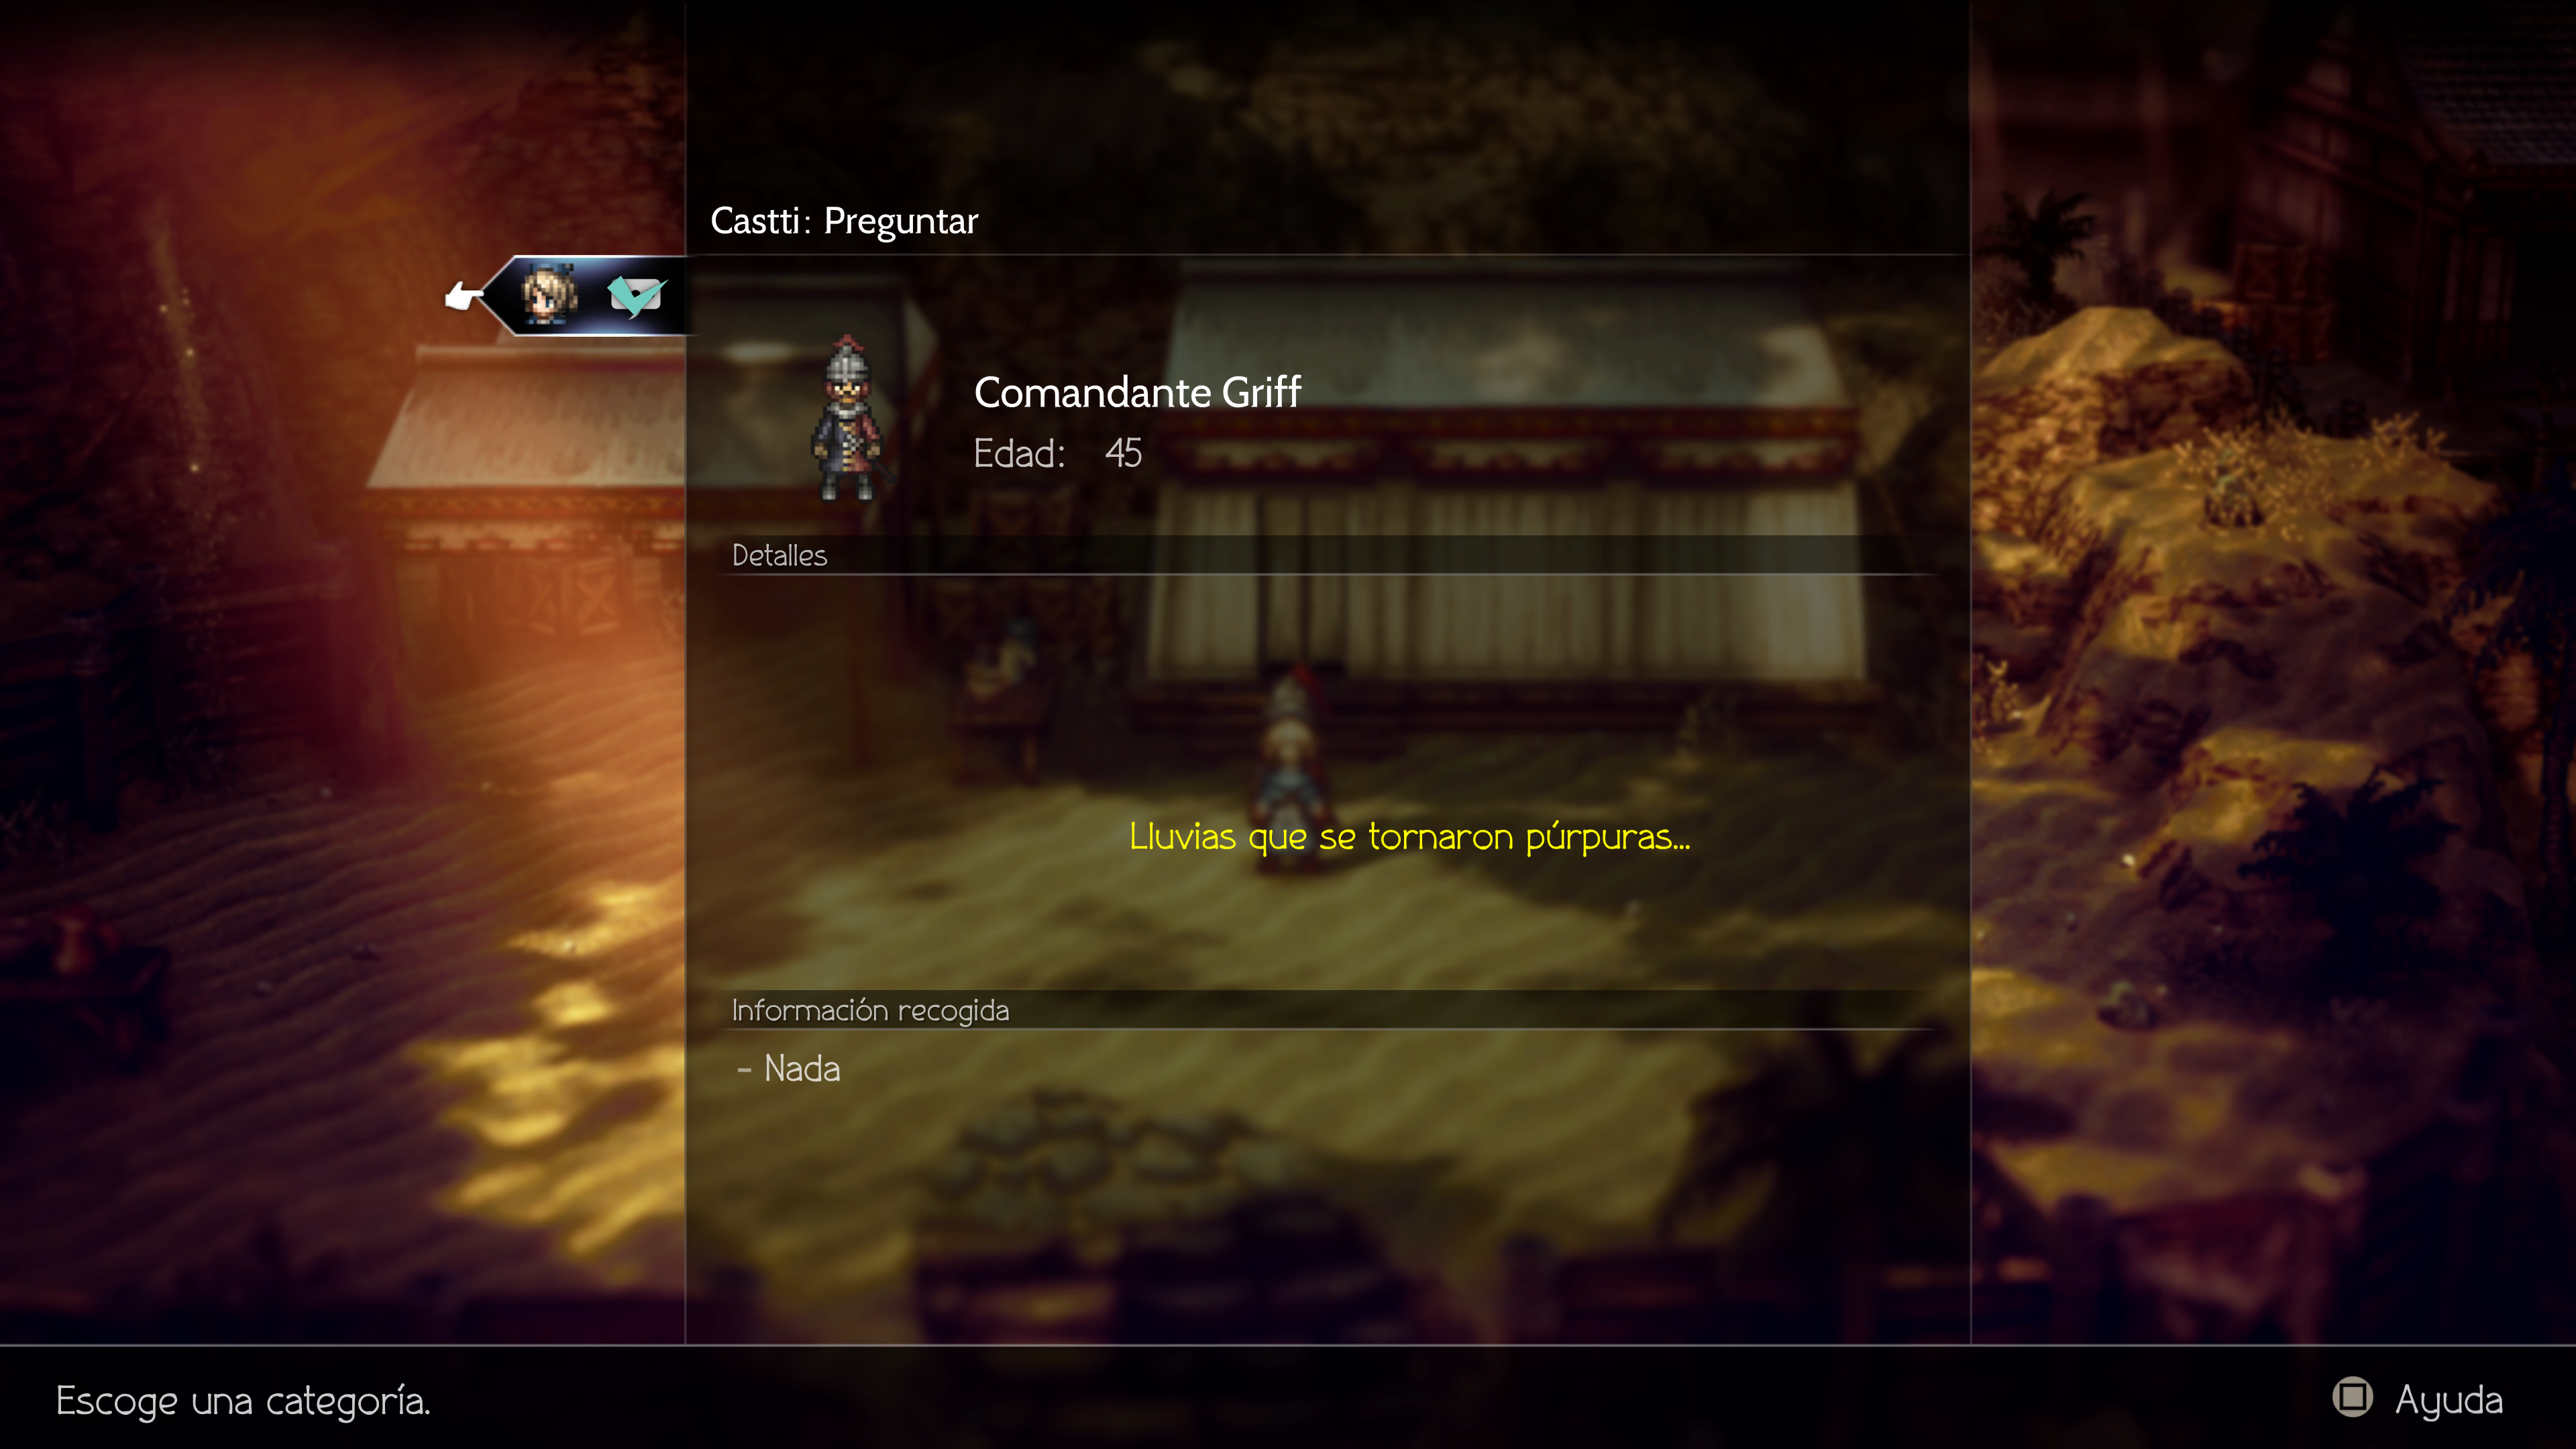 Castti: Preguntar
Comandante Griff
Edad: 45
Detalles
Lluvias que se tornaron púrpuras...
Información recogida
- Nada
Escoge una categoría.
Ayuda